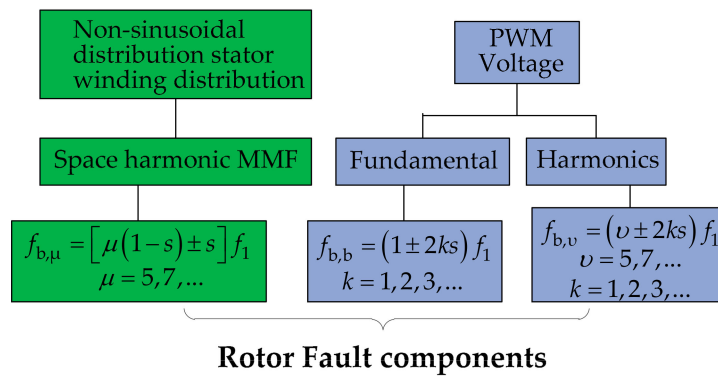 Non-sinusoidal
distribution stator
winding distribution
PWM
Voltage
Space harmonic MMF
Fundamental
Harmonics
f_{b,μ} = [μ(1−s)±s] f_1
μ = 5,7,...
f_{b,b} = (1±2ks) f_1
k = 1,2,3,...
f_{b,υ} = (υ±2ks) f_1
υ = 5,7,...
k = 1,2,3,...
Rotor Fault components